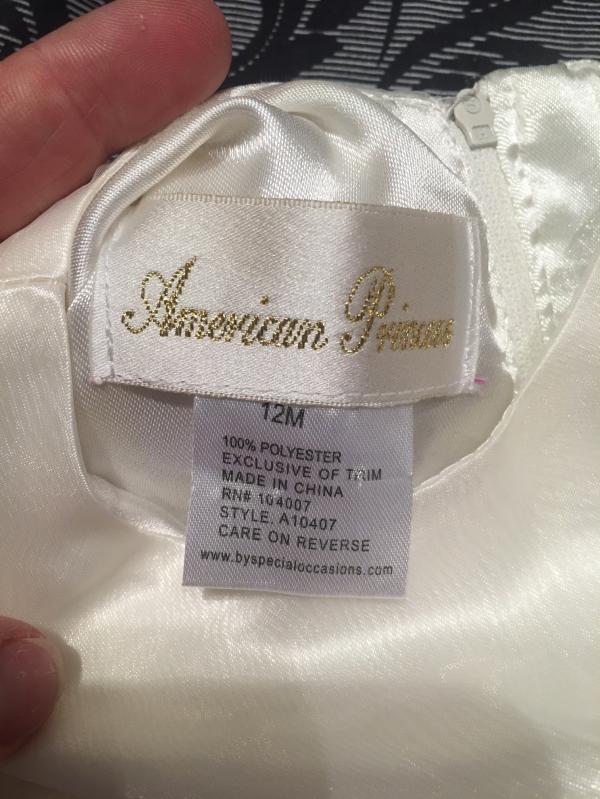 American Princess
12M
100% POLYESTER
EXCLUSIVE OF TRIM
MADE IN CHINA
RN# 104007
STYLE. A10407
CARE ON REVERSE
www.byspecialoccasions.com